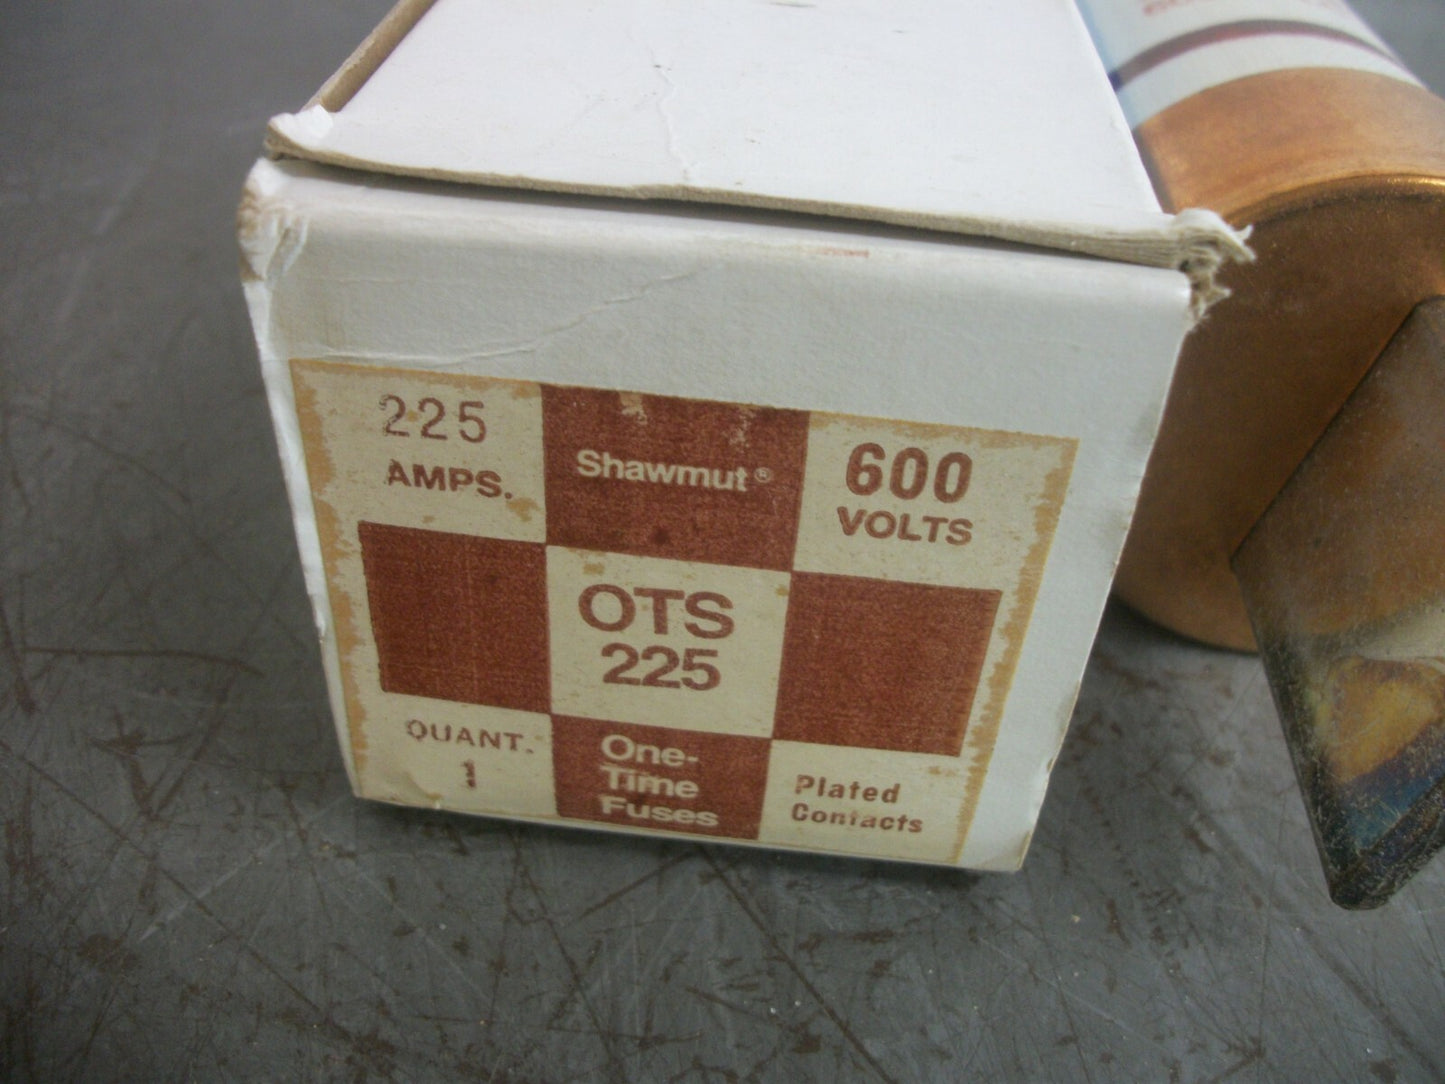 225
AMPS.
Shawmut®
600
VOLTS
OTS
225
QUANT.
1
One-
Time
Fuses
Plated
Contacts